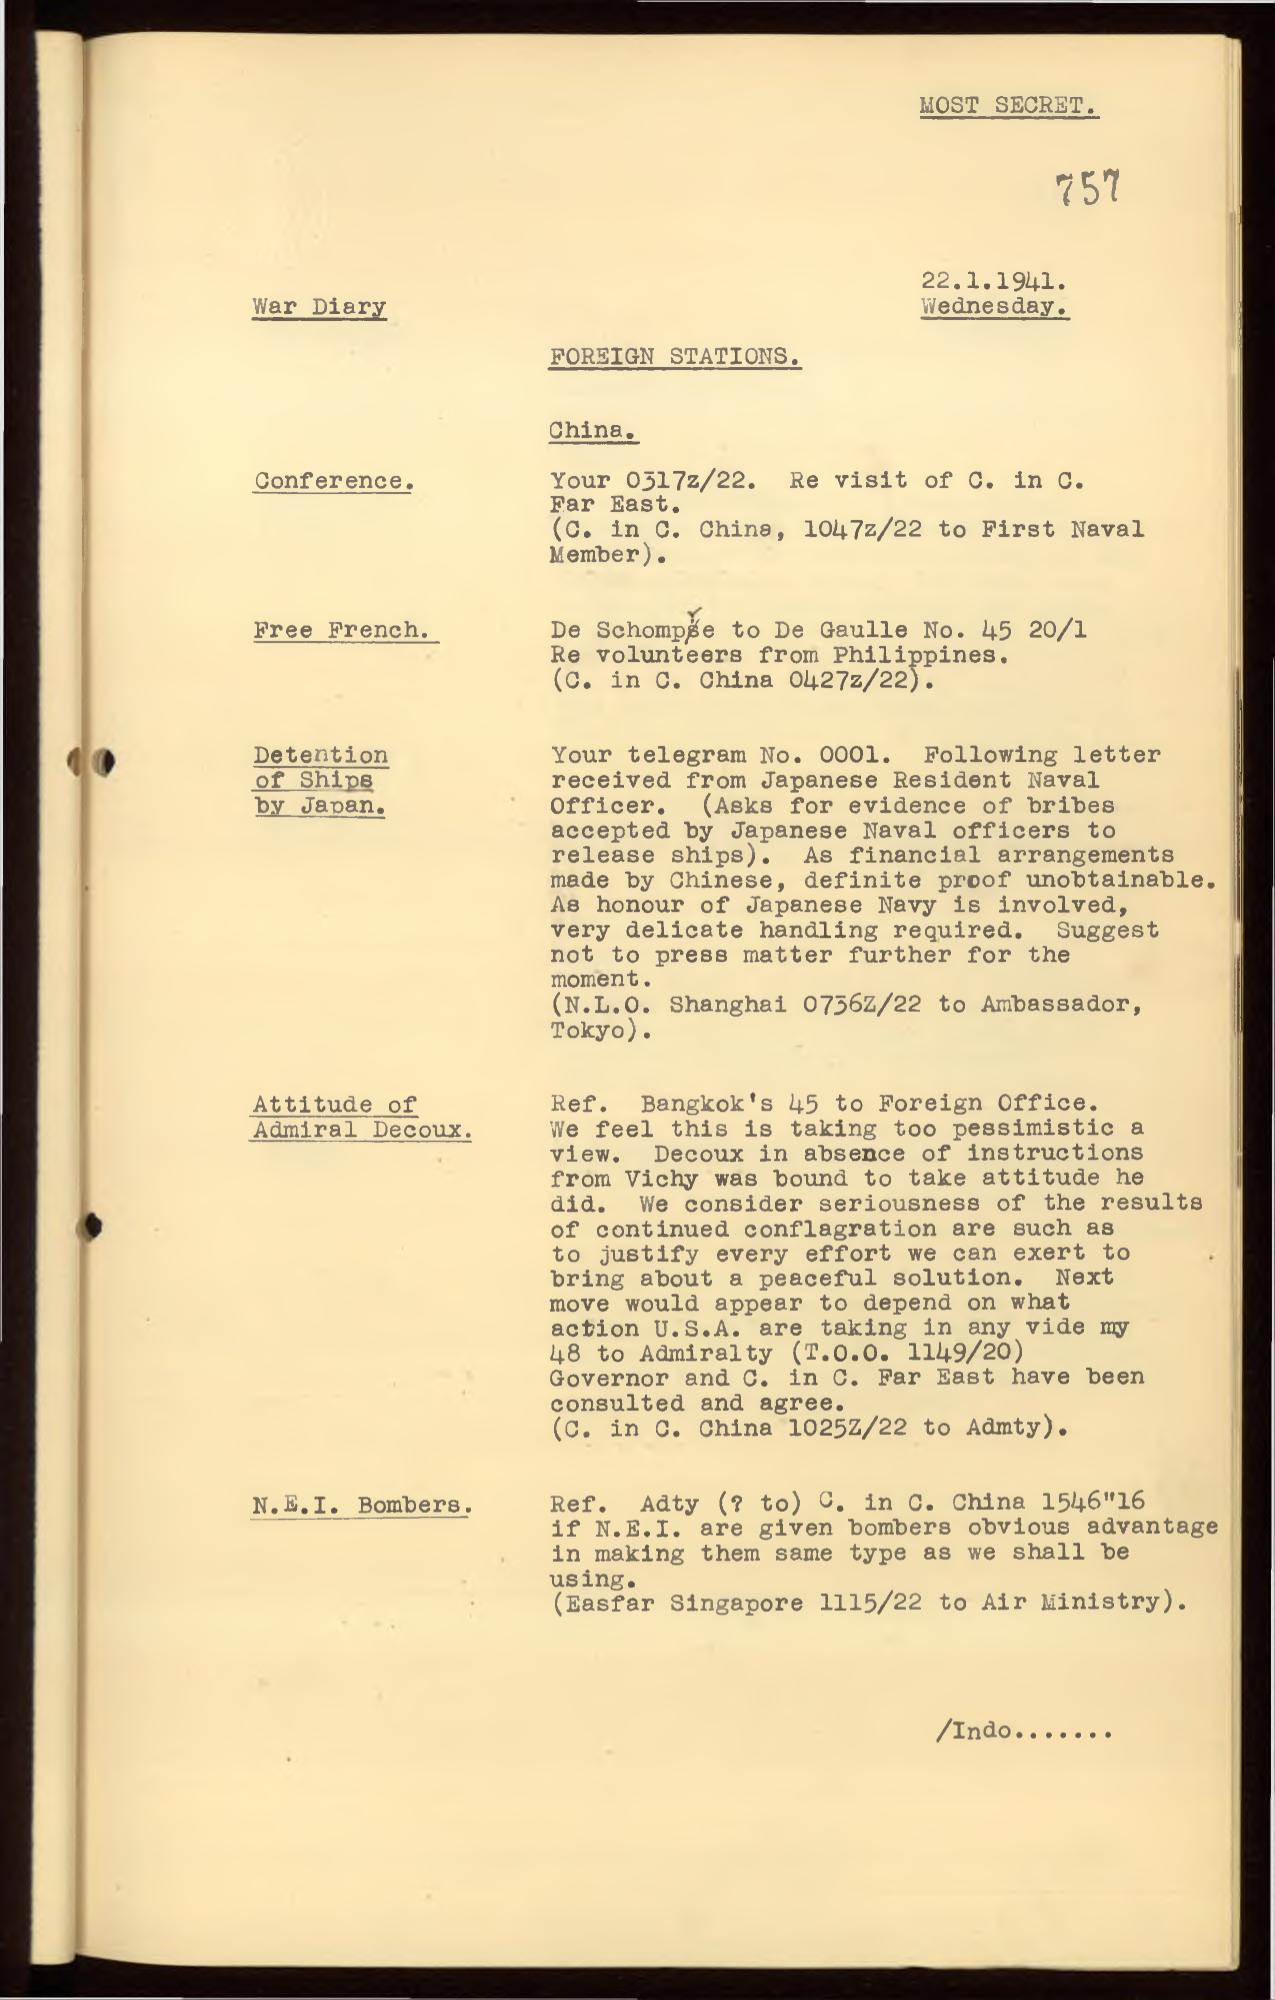 MOST SECRET.
757
22.1.1941.
War Diary
Wednesday.
FOREIGN STATIONS.
China.
Conference.
Your 0317z/22. Re visit of C. in C.
Far East.
(C. in C. China, 1047z/22 to First Naval
Member).
Free French.
De Schompré to De Gaulle No. 45 20/1
Re volunteers from Philippines.
(C. in C. China 0427z/22).
Detention
of Ships
by Japan.
Your telegram No. 0001. Following letter
received from Japanese Resident Naval
Officer. (Asks for evidence of bribes
accepted by Japanese Naval officers to
release ships). As financial arrangements
made by Chinese, definite proof unobtainable.
As honour of Japanese Navy is involved,
very delicate handling required. Suggest
not to press matter further for the
moment.
(N.L.O. Shanghai 0736Z/22 to Ambassador,
Tokyo).
Attitude of
Admiral Decoux.
Ref. Bangkok's 45 to Foreign Office.
We feel this is taking too pessimistic a
view. Decoux in absence of instructions
from Vichy was bound to take attitude he
did. We consider seriousness of the results
of continued conflagration are such as
to justify every effort we can exert to
bring about a peaceful solution. Next
move would appear to depend on what
action U.S.A. are taking in any vide my
48 to Admiralty (T.O.O. 1149/20)
Governor and C. in C. Far East have been
consulted and agree.
(C. in C. China 1025Z/22 to Admty).
N.E.I. Bombers.
Ref. Adty (? to) C. in C. China 1546"16
if N.E.I. are given bombers obvious advantage
in making them same type as we shall be
using.
(Easfar Singapore 1115/22 to Air Ministry).
/Indo.......